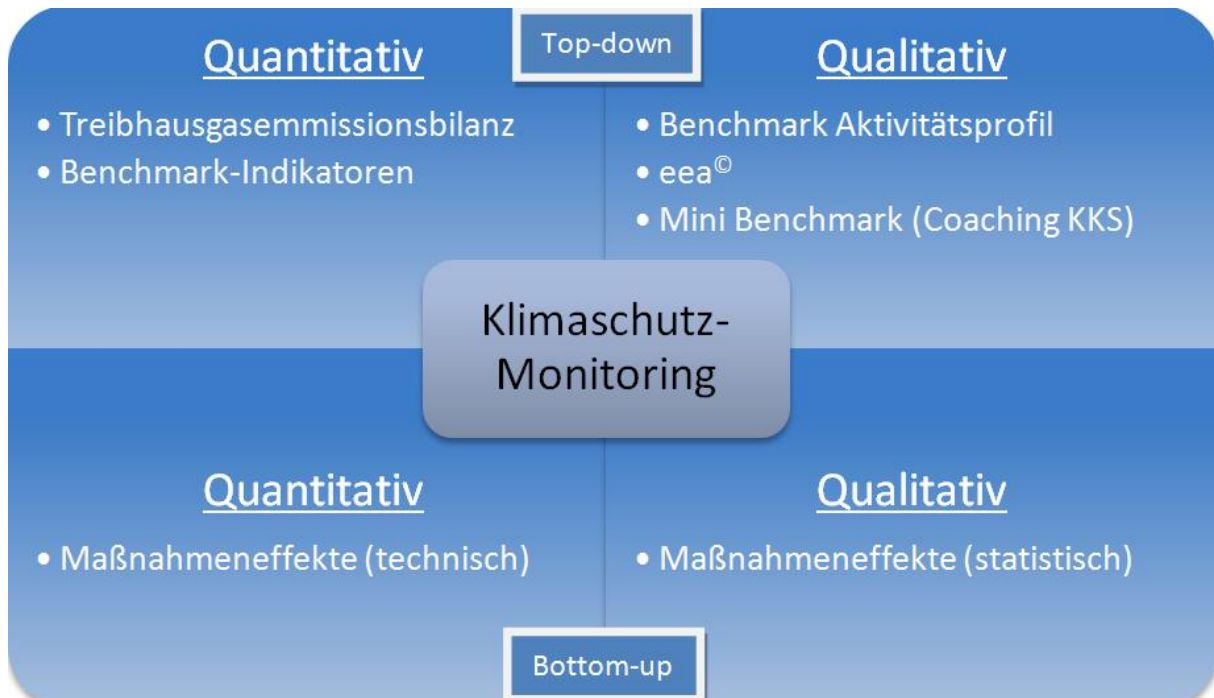 Top-down
Quantitativ
• Treibhausgasemmissionsbilanz
• Benchmark-Indikatoren
Qualitativ
• Benchmark Aktivitätsprofil
• eea©
• Mini Benchmark (Coaching KKS)
Klimaschutz-
Monitoring
Quantitativ
• Maßnahmeneffekte (technisch)
Qualitativ
• Maßnahmeneffekte (statistisch)
Bottom-up